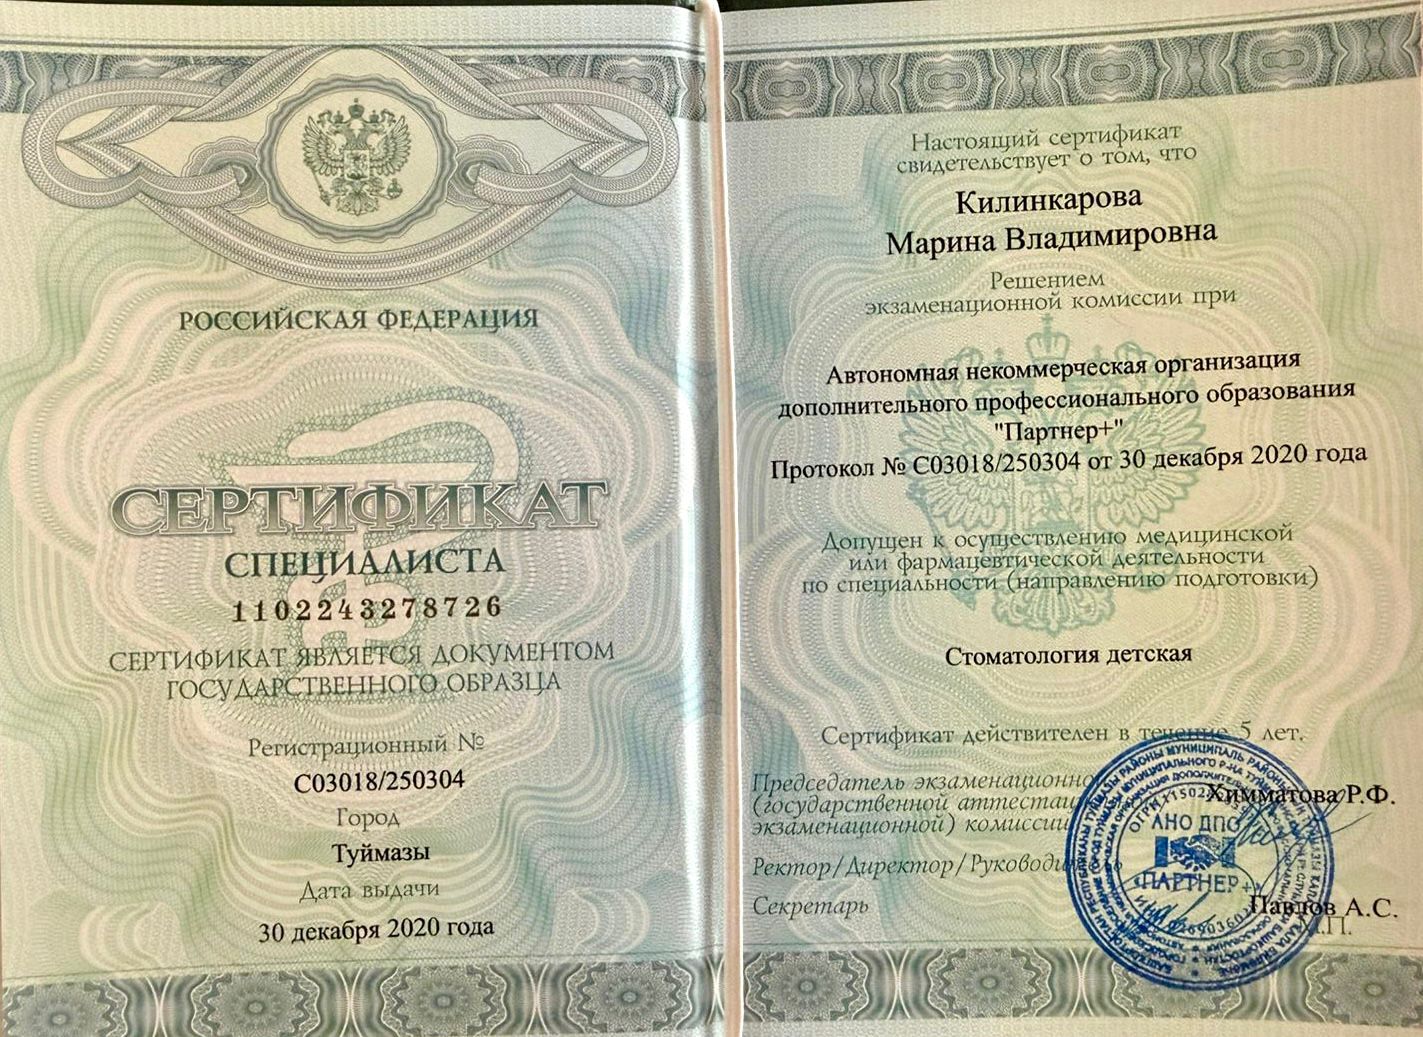 РОССИЙСКАЯ ФЕДЕРАЦИЯ
СЕРТИФИКАТ
СПЕЦИАЛИСТА
1102243278726
СЕРТИФИКАТ ЯВЛЯЕТСЯ ДОКУМЕНТОМ
ГОСУДАРСТВЕННОГО ОБРАЗЦА
Регистрационный №
С03018/250304
Город
Туймазы
Дата выдачи
30 декабря 2020 года
Настоящий сертификат
свидетельствует о том, что
Килинкарова
Марина Владимировна
Решением
экзаменационной комиссии при
Автономная некоммерческая организация
дополнительного профессионального образования
"Партнер+"
Протокол № С03018/250304 от 30 декабря 2020 года
Допущен к осуществлению медицинской
или фармацевтической деятельности
по специальности (направлению подготовки)
Стоматология детская
Сертификат действителен в течение 5 лет.
Председатель экзаменационно
(государственной аттестац
экзаменационной) комиссии
Химматова Р.Ф.
Ректор/Директор/Руководитель
Секретарь
Павлов А.С.
М.П.
АНО ДПО
«ПАРТНЕР+»